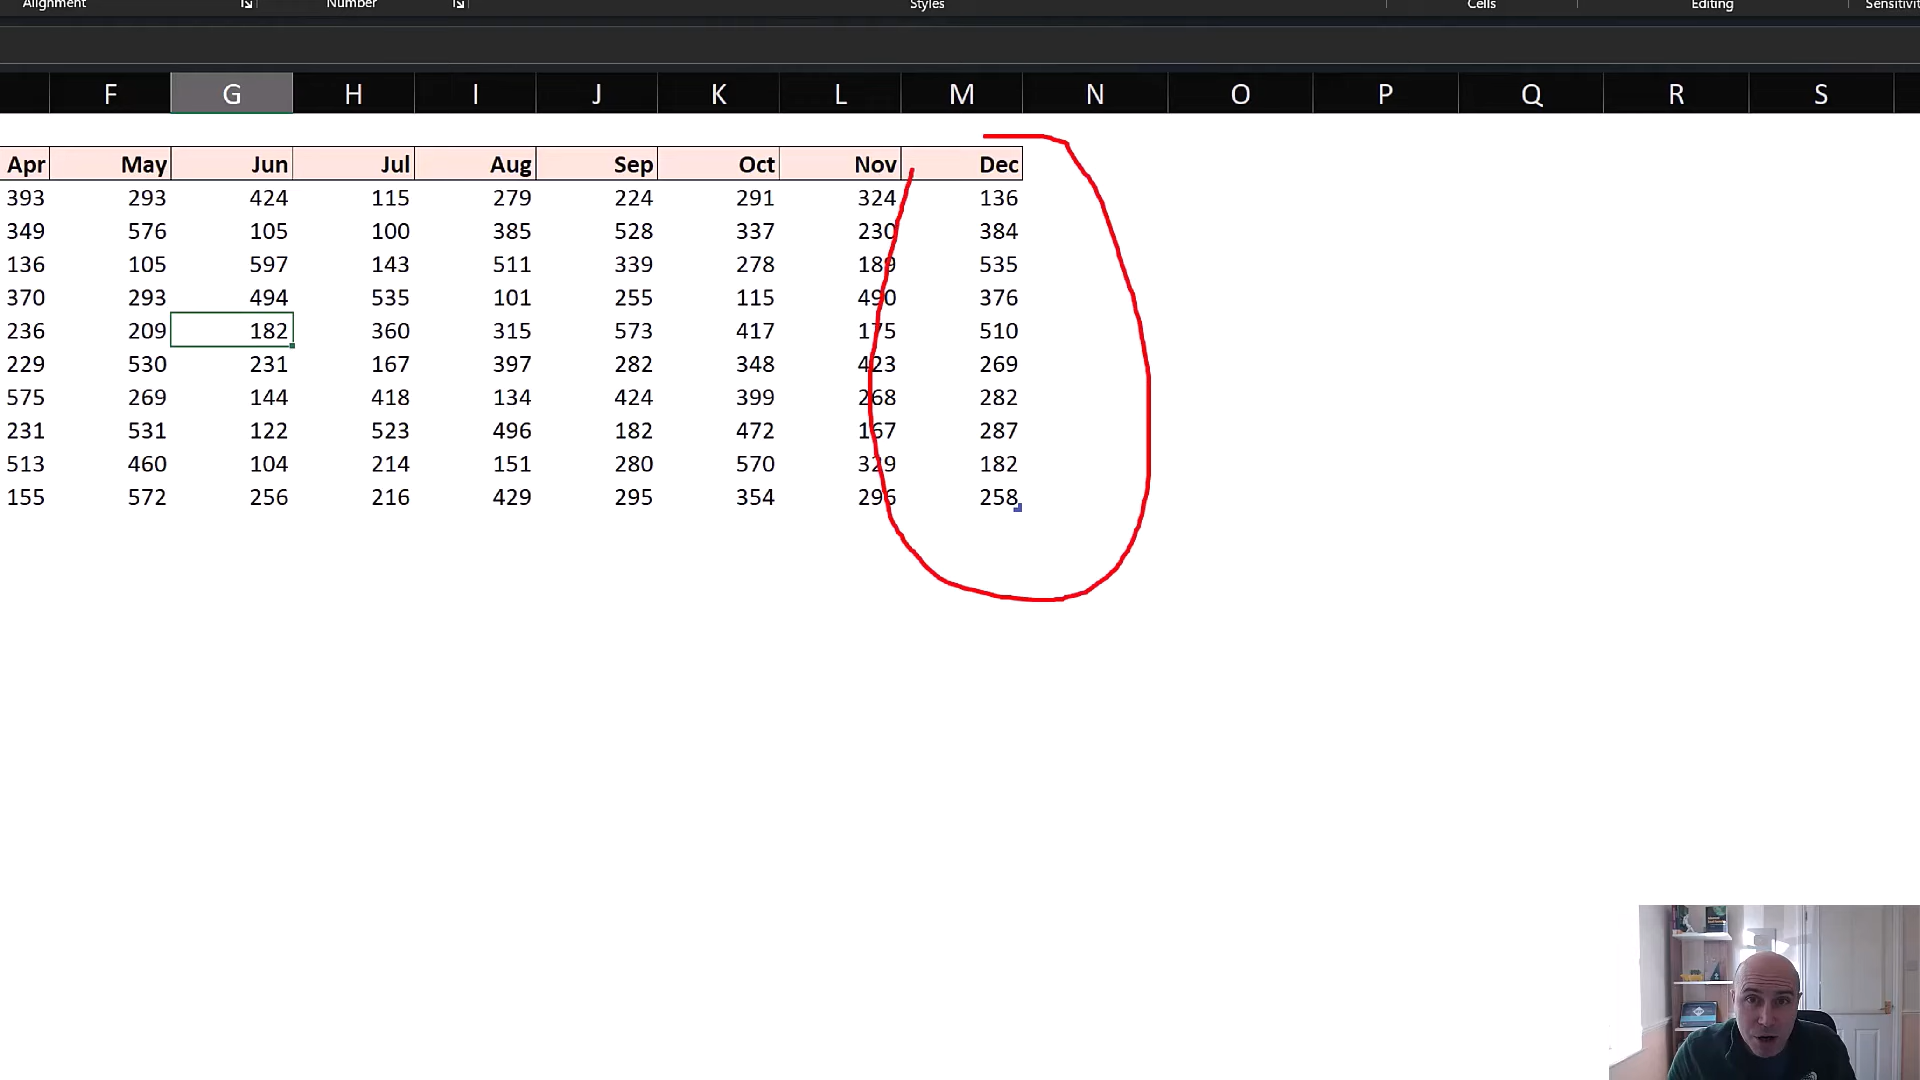 Alignment Number Styles Cells Editing Sensitivit
F G H I J K L M N O P Q R S
Apr May Jun Jul Aug Sep Oct Nov Dec
393 293 424 115 279 224 291 324 136
349 576 105 100 385 528 337 230 384
136 105 597 143 511 339 278 189 535
370 293 494 535 101 255 115 490 376
236 209 182 360 315 573 417 175 510
229 530 231 167 397 282 348 423 269
575 269 144 418 134 424 399 268 282
231 531 122 523 496 182 472 167 287
513 460 104 214 151 280 570 329 182
155 572 256 216 429 295 354 296 258